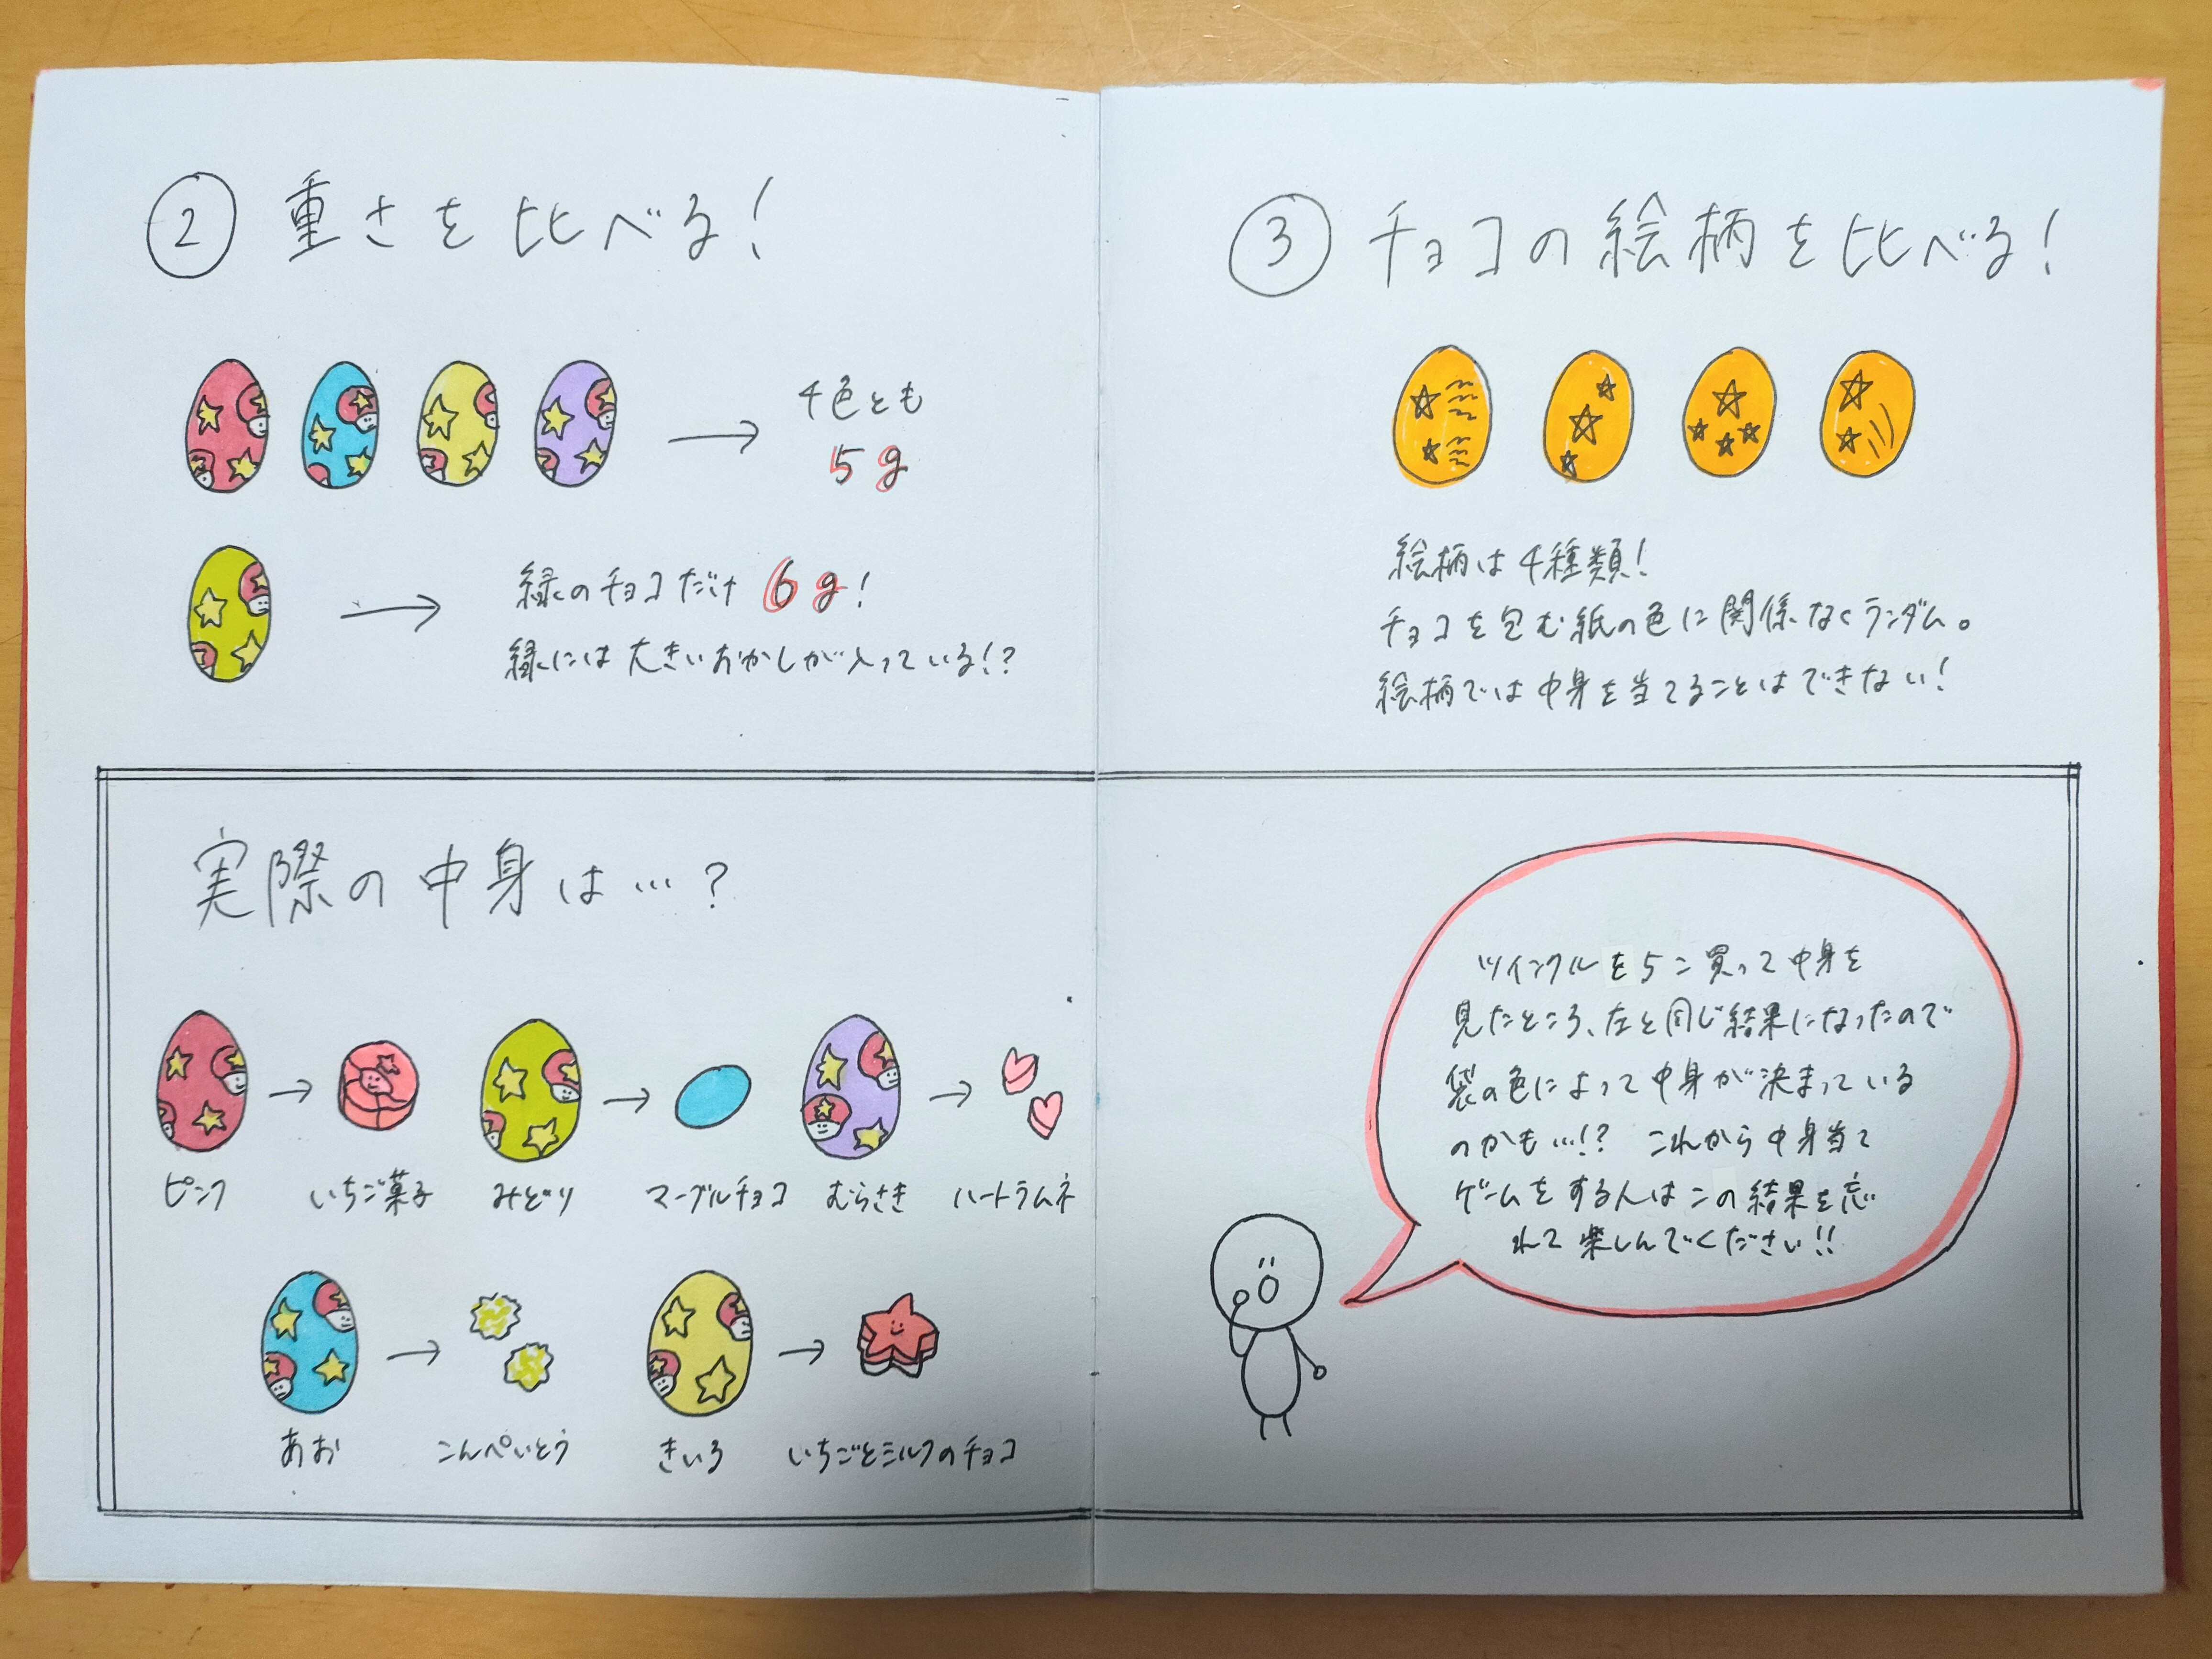 ② 重さを比べる！
4色とも
5g
緑のチョコだけ 6g！
緑には大きいおかしが入っている！？
③ チョコの絵柄を比べる！
絵柄は4種類！
チョコを包む紙の色に関係なくランダム。
絵柄では中身を当てることはできない！
実際の中身は…？
ピンク いちご菓子 みどり マーブルチョコ むらさき ハートラムネ
あお こんぺいとう きいろ いちごとミルクのチョコ
ツインクルを5コ買って中身を
見たところ、左と同じ結果になったので
袋の色によって中身が決まっている
のかも…！？ これから中身当て
ゲームをする人はこの結果を忘
れて楽しんでください！！